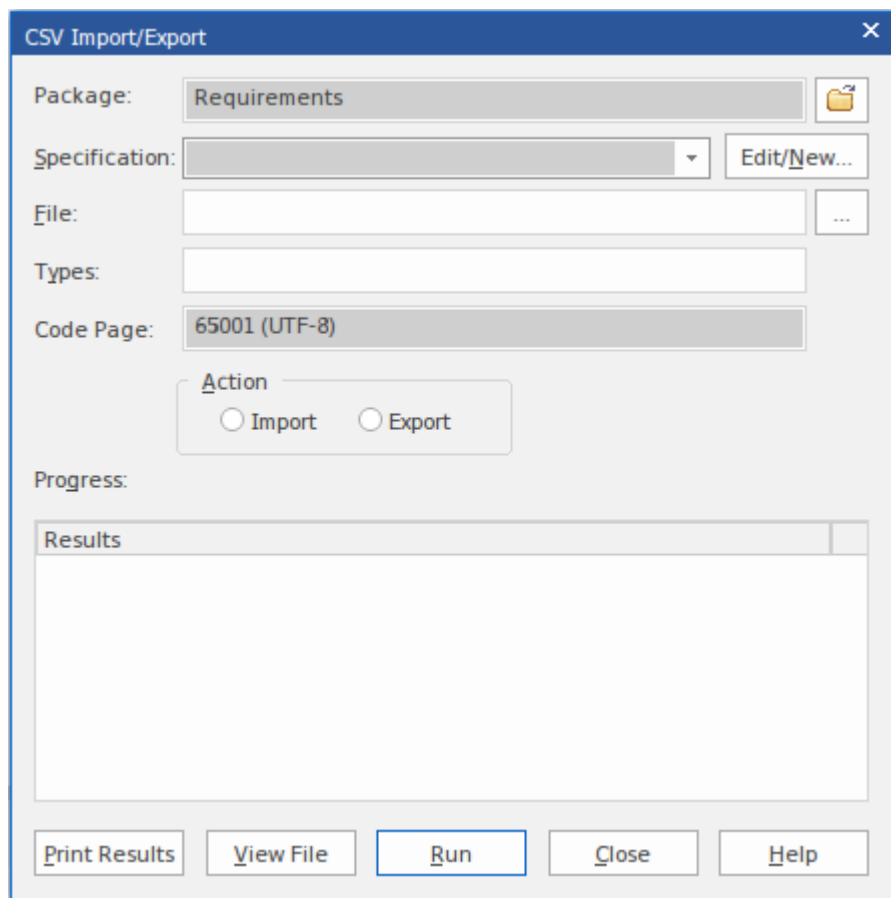 CSV Import/Export
Package: Requirements
Specification: Edit/New...
File: ...
Types:
Code Page: 65001 (UTF-8)
Action
Import Export
Progress:
Results
Print Results View File Run Close Help